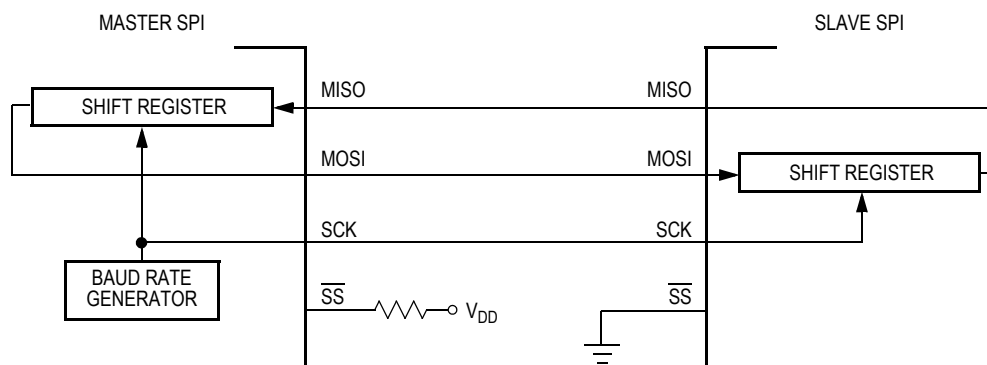 MASTER SPI
SLAVE SPI
MISO
MISO
SHIFT REGISTER
MOSI
MOSI
SHIFT REGISTER
SCK
SCK
BAUD RATE
GENERATOR
SS
VDD
SS